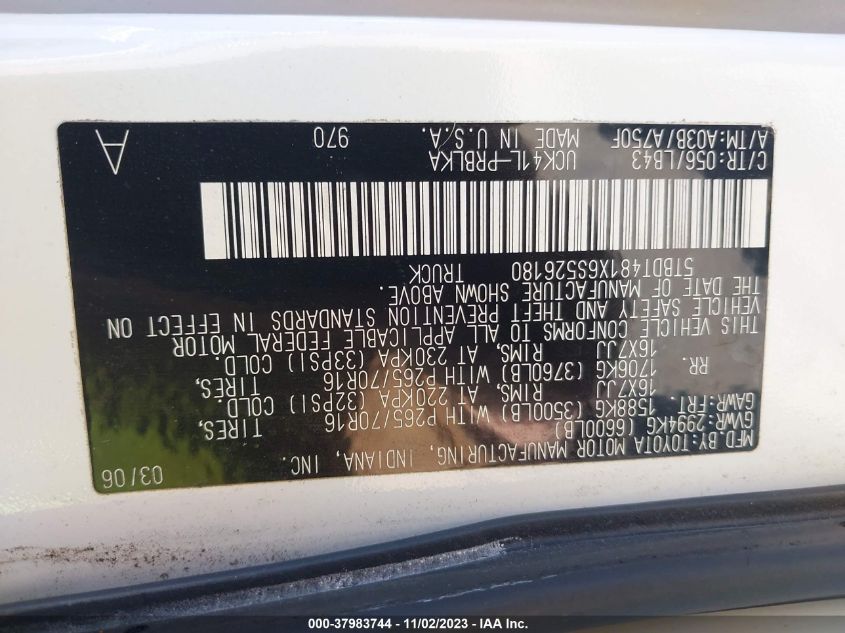 MFD.BY:TOYOTA MOTOR MANUFACTURING, INDIANA, INC. 03/06
GVWR:2994KG (6600LB)
GAWR:FRT. 1588KG (3500LB) WITH P265/70R16 TIRES,
16X7JJ RIMS, AT 220KPA (32PSI) COLD.
RR. 1706KG (3760LB) WITH P265/70R16 TIRES,
16X7JJ RIMS, AT 230KPA (33PSI) COLD.
THIS VEHICLE CONFORMS TO ALL APPLICABLE FEDERAL MOTOR
VEHICLE SAFETY AND THEFT PREVENTION STANDARDS IN EFFECT ON
THE DATE OF MANUFACTURE SHOWN ABOVE.
5TBDT481X6S526180 TRUCK
C/TR:056/LB43 UCK41L-PRBLKA 970 A
A/TM:A03B/A750F MADE IN U.S.A.
000-37983744 - 11/02/2023 - IAA Inc.